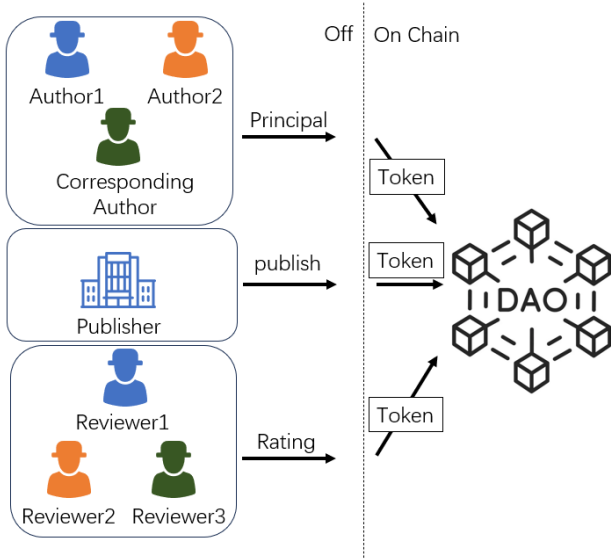 Off On Chain
Author1 Author2
Principal
Corresponding
Author
Token
publish
Token
Publisher
DAO
Reviewer1
Token
Rating
Reviewer2 Reviewer3